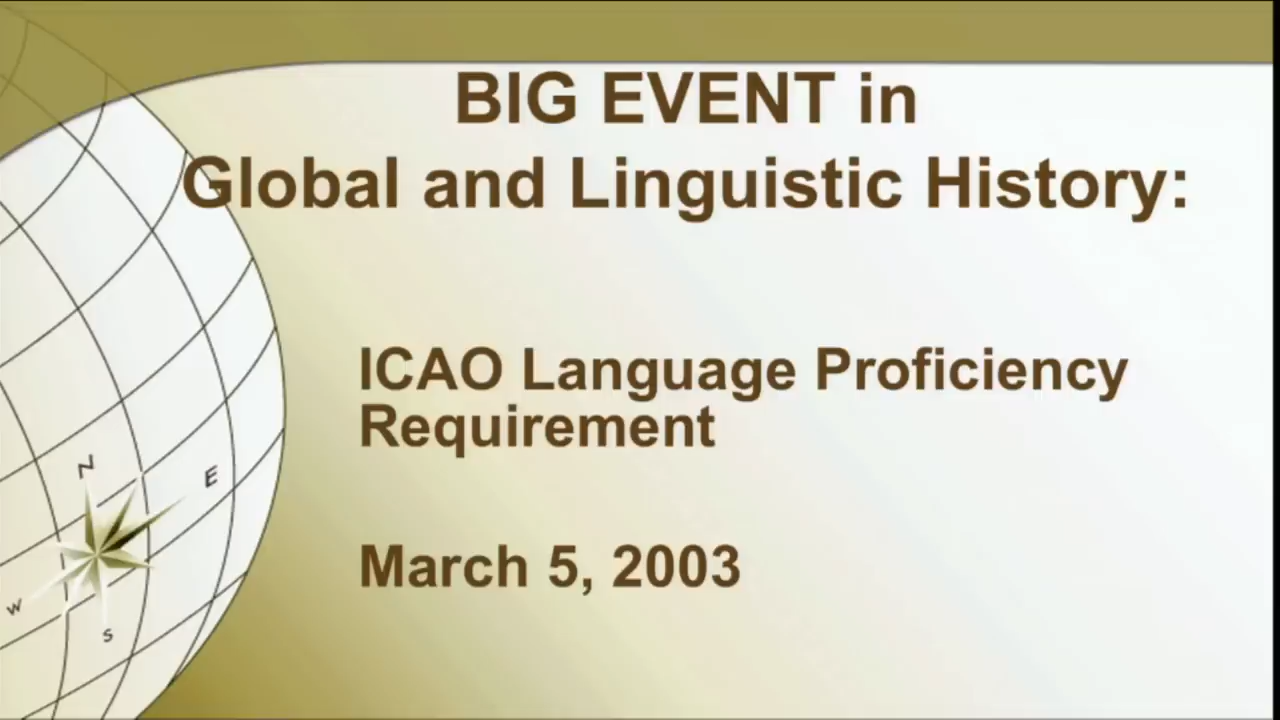 BIG EVENT in
Global and Linguistic History:
ICAO Language Proficiency
Requirement
March 5, 2003
N
E
W
S